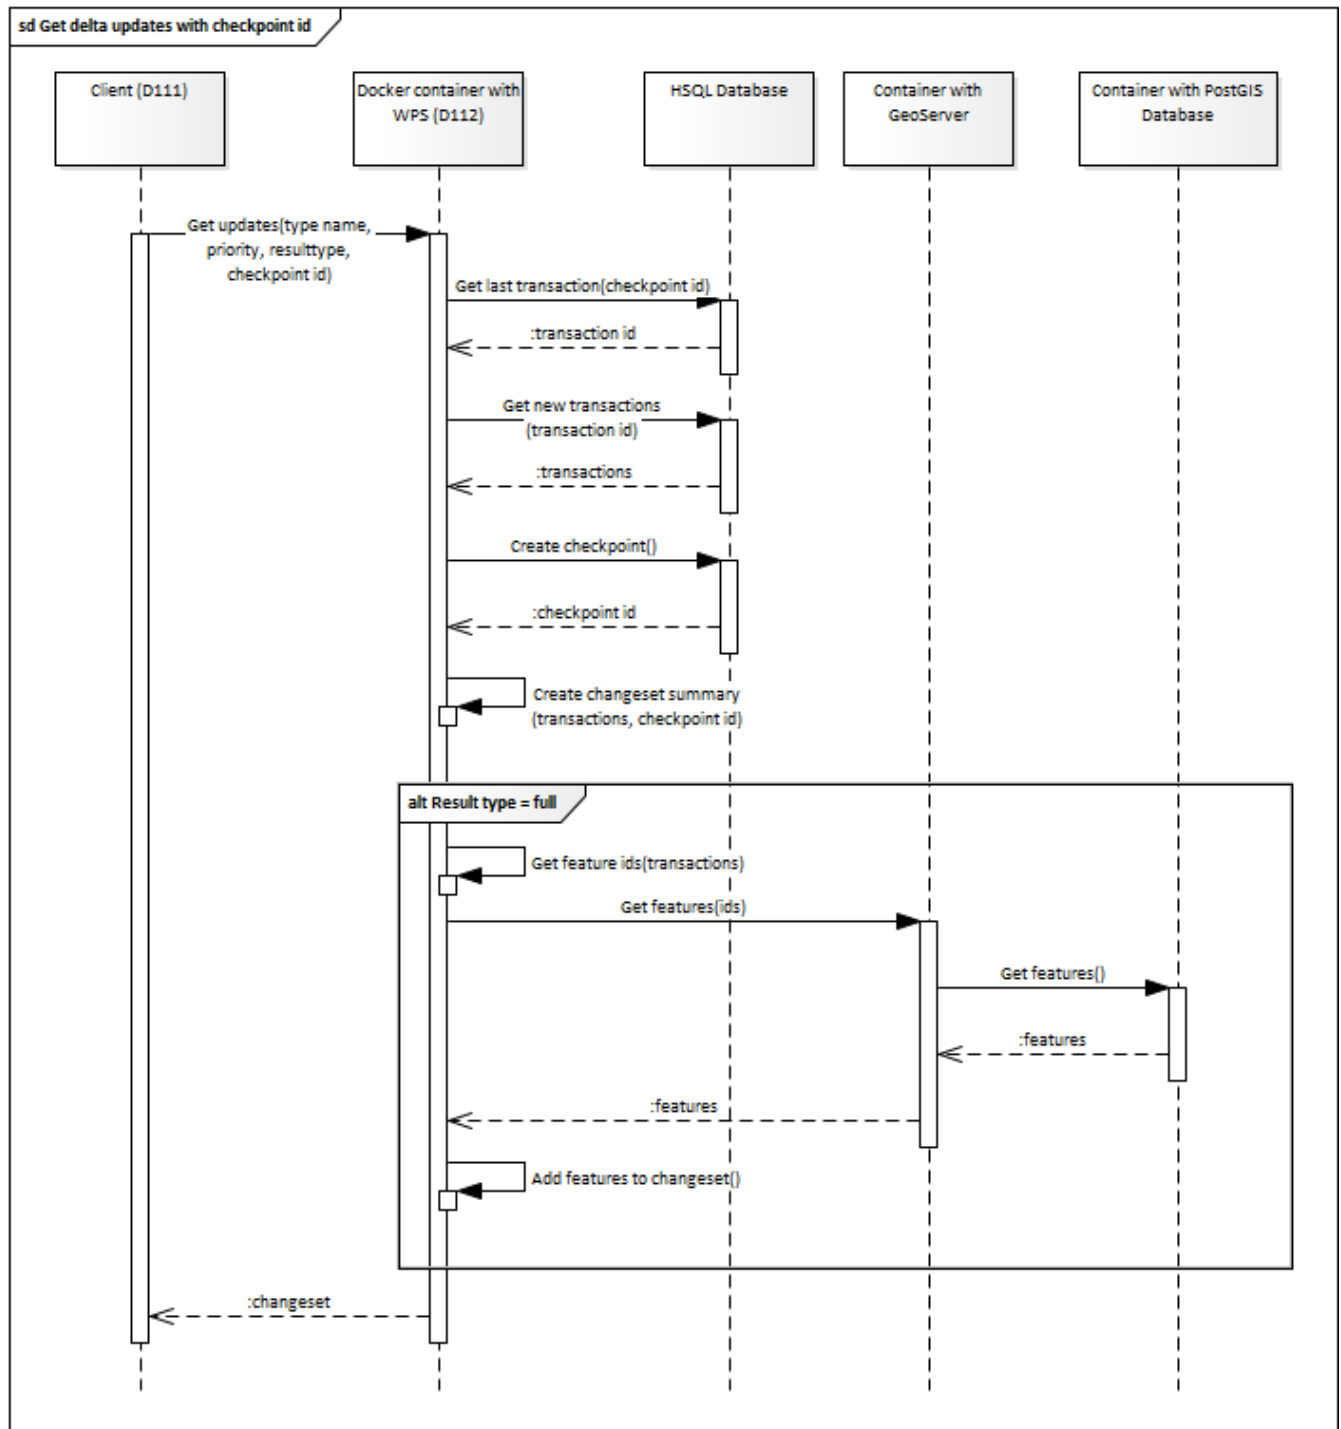 sd Get delta updates with checkpoint id
Client (D111)
Docker container with
WPS (D112)
HSQL Database
Container with
GeoServer
Container with PostGIS
Database
Get updates(type name,
priority, resulttype,
checkpoint id)
Get last transaction(checkpoint id)
:transaction id
Get new transactions
(transaction id)
:transactions
Create checkpoint()
:checkpoint id
Create changeset summary
(transactions, checkpoint id)
alt Result type = full
Get feature ids(transactions)
Get features(ids)
Get features()
:features
:features
Add features to changeset()
:changeset